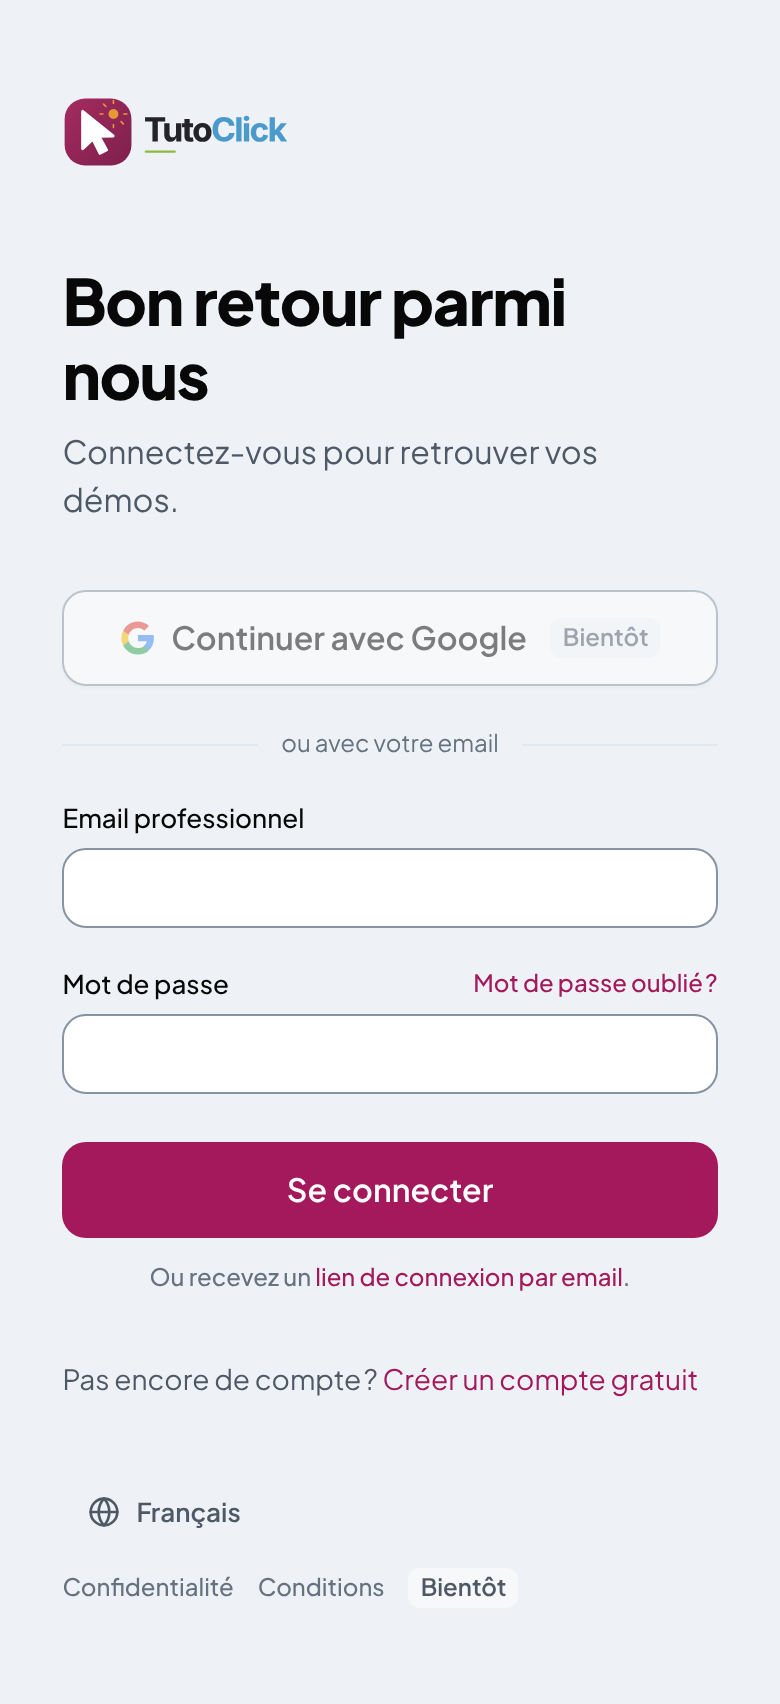 TutoClick
Bon retour parmi
nous
Connectez-vous pour retrouver vos
démos.
Continuer avec Google Bientôt
ou avec votre email
Email professionnel
Mot de passe Mot de passe oublié ?
Se connecter
Ou recevez un lien de connexion par email.
Pas encore de compte ? Créer un compte gratuit
Français
Confidentialité Conditions Bientôt